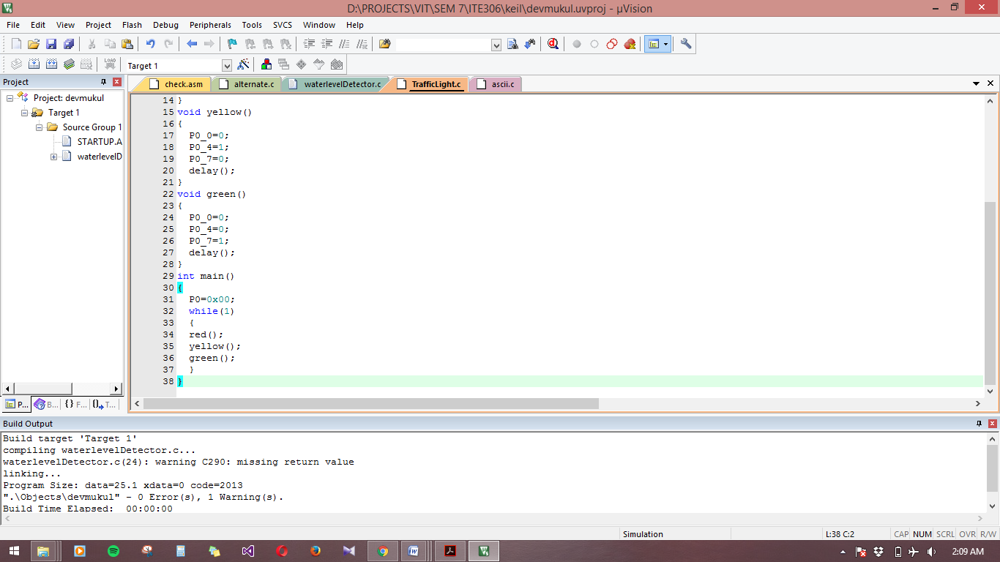 D:\PROJECTS\VIT\SEM 7\ITE306\keil\devmukul.uvproj - µVision
File Edit View Project Flash Debug Peripherals Tools SVCS Window Help
LOAD Target 1
Project
Project: devmukul
Target 1
Source Group 1
STARTUP.A
waterlevelD
P... B... {} F... T...
check.asm alternate.c waterlevelDetector.c TrafficLight.c ascii.c
14 }
15 void yellow()
16 {
17 P0_0=0;
18 P0_4=1;
19 P0_7=0;
20 delay();
21 }
22 void green()
23 {
24 P0_0=0;
25 P0_4=0;
26 P0_7=1;
27 delay();
28 }
29 int main()
30 {
31 P0=0x00;
32 while(1)
33 {
34 red();
35 yellow();
36 green();
37 }
38 }
Build Output
Build target 'Target 1'
compiling waterlevelDetector.c...
waterlevelDetector.c(24): warning C290: missing return value
linking...
Program Size: data=25.1 xdata=0 code=2013
".\Objects\devmukul" - 0 Error(s), 1 Warning(s).
Build Time Elapsed: 00:00:00
Simulation L:38 C:2 CAP NUM SCRL OVR R/W
2:09 AM